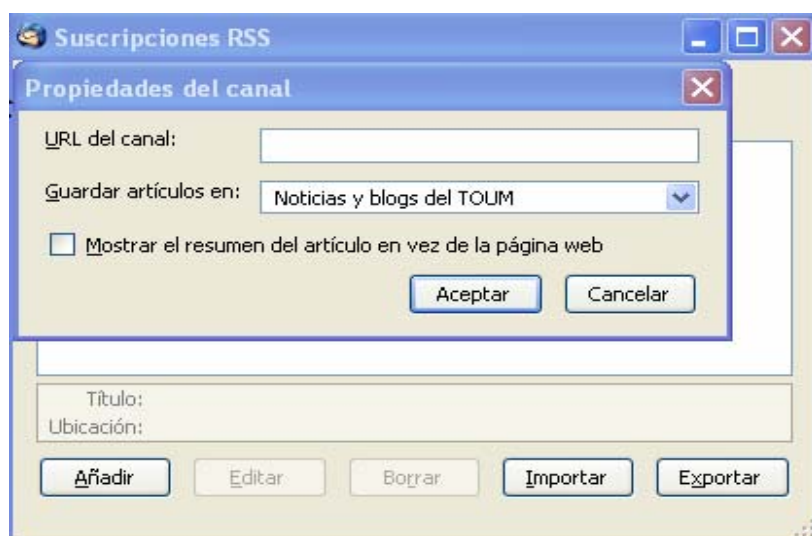 Suscripciones RSS
Propiedades del canal
URL del canal:
Guardar artículos en: Noticias y blogs del TOUM
Mostrar el resumen del artículo en vez de la página web
Aceptar Cancelar
Título:
Ubicación:
Añadir Editar Borrar Importar Exportar